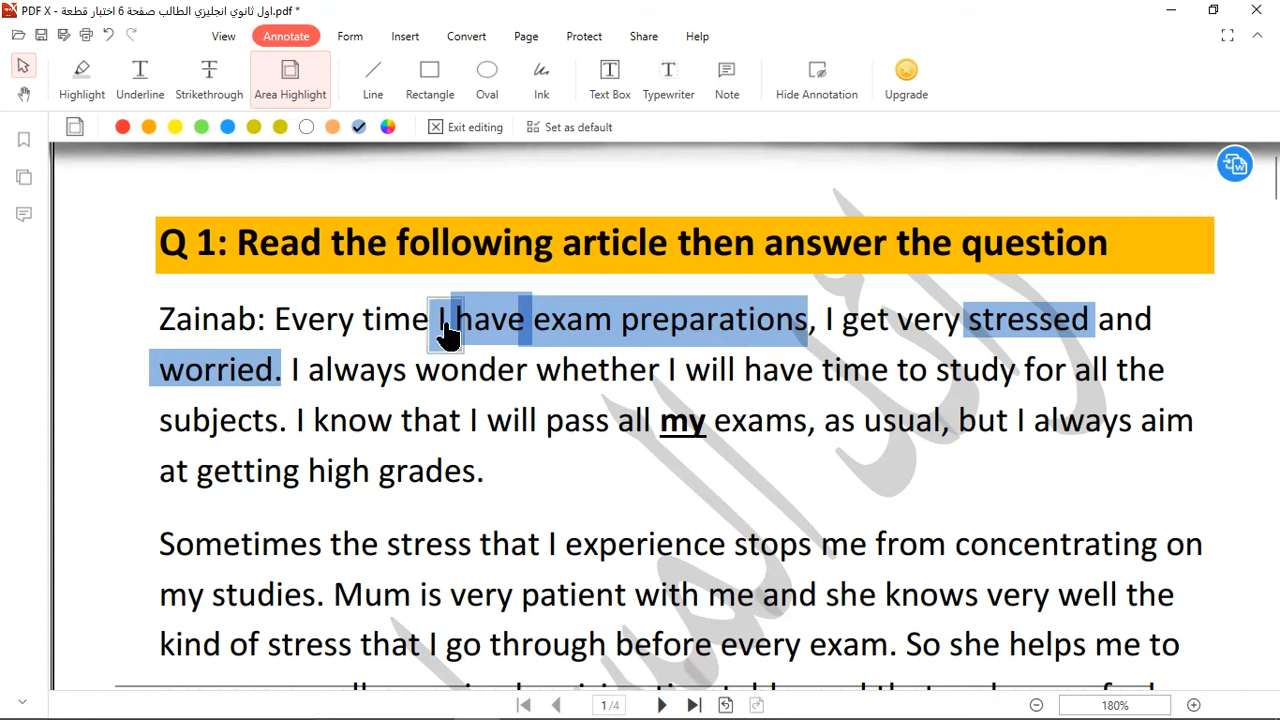 PDF X - اول ثانوي انجليزي الطالب صفحة 6 اختبار قطعة.pdf *
View Annotate Form Insert Convert Page Protect Share Help
Highlight Underline Strikethrough Area Highlight Line Rectangle Oval Ink Text Box Typewriter Note Hide Annotation Upgrade
Exit editing Set as default
Q 1: Read the following article then answer the question
Zainab: Every time I have exam preparations, I get very stressed and
worried. I always wonder whether I will have time to study for all the
subjects. I know that I will pass all my exams, as usual, but I always aim
at getting high grades.
Sometimes the stress that I experience stops me from concentrating on
my studies. Mum is very patient with me and she knows very well the
kind of stress that I go through before every exam. So she helps me to
1/4 180%